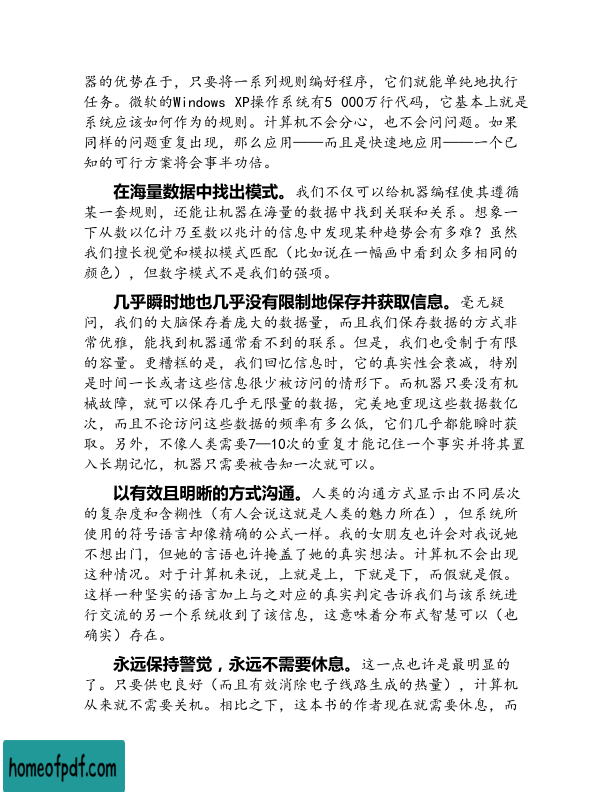 器的优势在于，只要将一系列规则编好程序，它们就能单纯地执行
任务。微软的Windows XP操作系统有5 000万行代码，它基本上就是
系统应该如何作为的规则。计算机不会分心，也不会问问题。如果
同样的问题重复出现，那么应用——而且是快速地应用——一个已
知的可行方案将会事半功倍。
在海量数据中找出模式。我们不仅可以给机器编程使其遵循
某一套规则，还能让机器在海量的数据中找到关联和关系。想象一
下从数以亿计乃至数以兆计的信息中发现某种趋势会有多难？虽然
我们擅长视觉和模拟模式匹配（比如说在一幅画中看到众多相同的
颜色），但数字模式不是我们的强项。
几乎瞬时地也几乎没有限制地保存并获取信息。毫无疑
问，我们的大脑保存着庞大的数据量，而且我们保存数据的方式非
常优雅，能找到机器通常看不到的联系。但是，我们也受制于有限
的容量。更糟糕的是，我们回忆信息时，它的真实性会衰减，特别
是时间一长或者这些信息很少被访问的情形下。而机器只要没有机
械故障，就可以保存几乎无限量的数据，完美地重现这些数据数亿
次，而且不论访问这些数据的频率有多么低，它们几乎都能瞬时获
取。另外，不像人类需要7—10次的重复才能记住一个事实并将其置
入长期记忆，机器只需要被告知一次就可以。
以有效且明晰的方式沟通。人类的沟通方式显示出不同层次
的复杂度和含糊性（有人会说这就是人类的魅力所在），但系统所
使用的符号语言却像精确的公式一样。我的女朋友也许会对我说她
不想出门，但她的言语也许掩盖了她的真实想法。计算机不会出现
这种情况。对于计算机来说，上就是上，下就是下，而假就是假。
这样一种坚实的语言加上与之对应的真实判定告诉我们与该系统进
行交流的另一个系统收到了该信息，这意味着分布式智慧可以（也
确实）存在。
永远保持警觉，永远不需要休息。这一点也许是最明显的
了。只要供电良好（而且有效消除电子线路生成的热量），计算机
从来就不需要关机。相比之下，这本书的作者现在就需要休息，而
homeofpdf.com